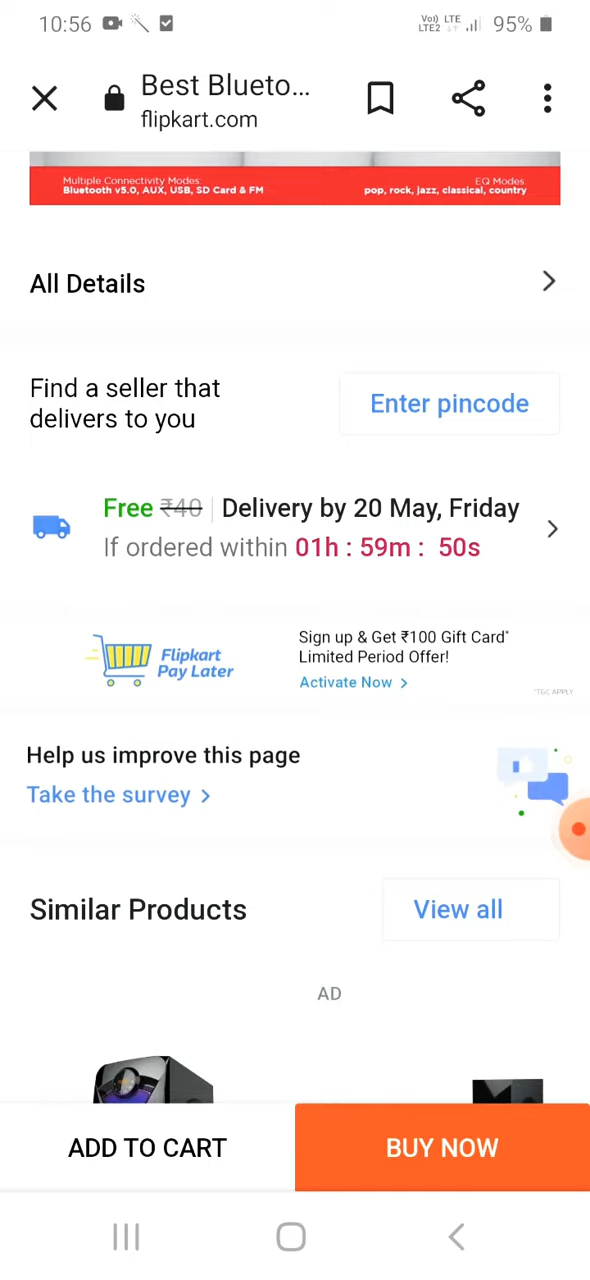 10:56
Vo)) LTE
LTE2
95%
Best Blueto...
flipkart.com
Multiple Connectivity Modes:
Bluetooth v5.0, AUX, USB, SD Card & FM
EQ Modes:
pop, rock, jazz, classical, country
All Details
Find a seller that
delivers to you
Enter pincode
Free ₹40 Delivery by 20 May, Friday
If ordered within 01h : 59m : 50s
Flipkart
Pay Later
Sign up & Get ₹100 Gift Card*
Limited Period Offer!
Activate Now
*T&C APPLY
Help us improve this page
Take the survey
Similar Products
View all
AD
ADD TO CART
BUY NOW